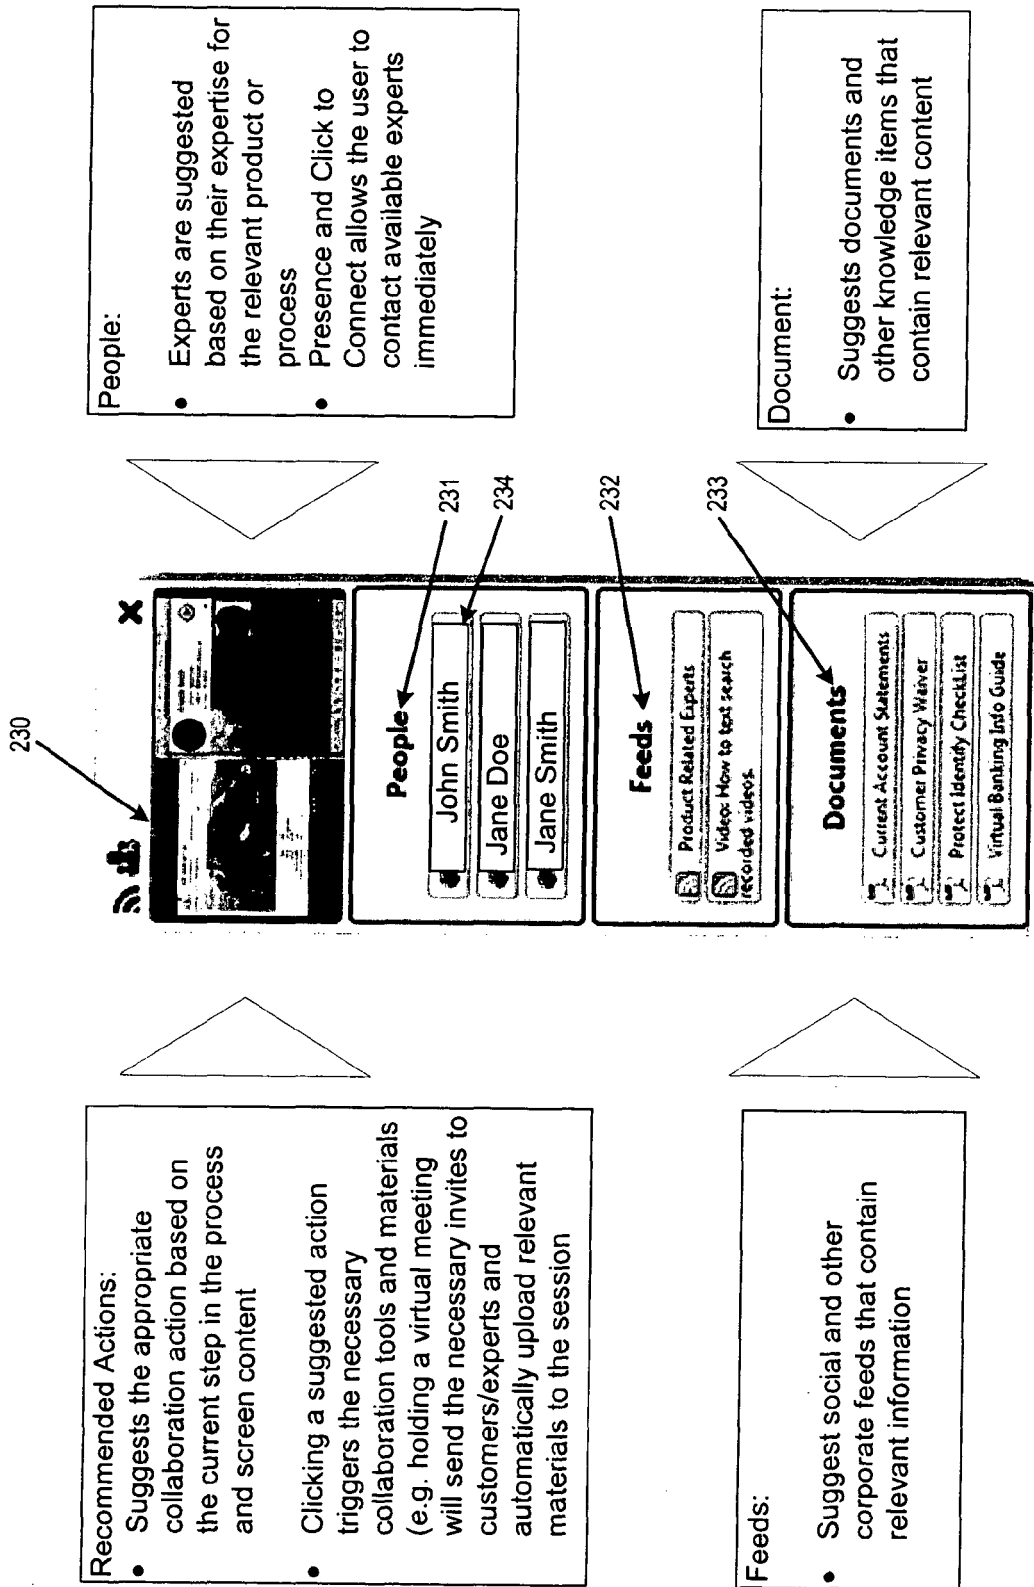 Recommended Actions:
• Suggests the appropriate
collaboration action based on
the current step in the process
and screen content
• Clicking a suggested action
triggers the necessary
collaboration tools and materials
(e.g. holding a virtual meeting
will send the necessary invites to
customers/experts and
automatically upload relevant
materials to the session
Feeds:
• Suggest social and other
corporate feeds that contain
relevant information
230
X
People
231
John Smith
234
Jane Doe
Jane Smith
Feeds
232
Product Related Experts
Video: How to text search
recorded videos.
Documents
233
Current Account Statements
Customer Privacy Waiver
Protect Identify CheckList
Virtual Banking Info Guide
People:
• Experts are suggested
based on their expertise for
the relevant product or
process
• Presence and Click to
Connect allows the user to
contact available experts
immediately
Document:
• Suggests documents and
other knowledge items that
contain relevant content